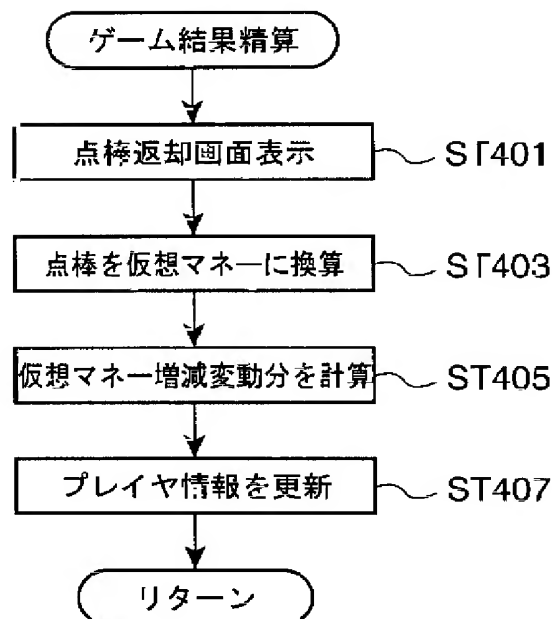 ゲーム結果精算
点棒返却画面表示 ST401
点棒を仮想マネーに換算 ST403
仮想マネー増減変動分を計算 ST405
プレイヤ情報を更新 ST407
リターン